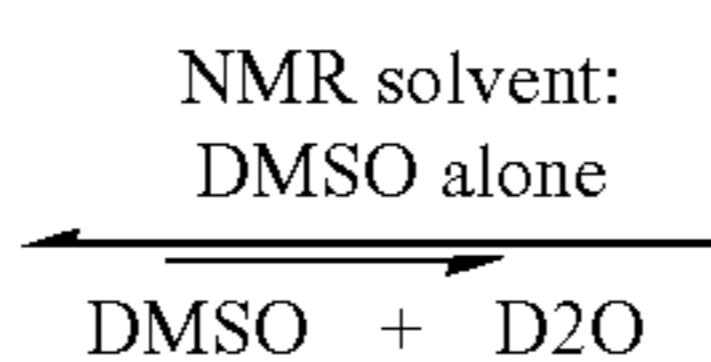 NMR solvent:
DMSO alone
DMSO + D2O